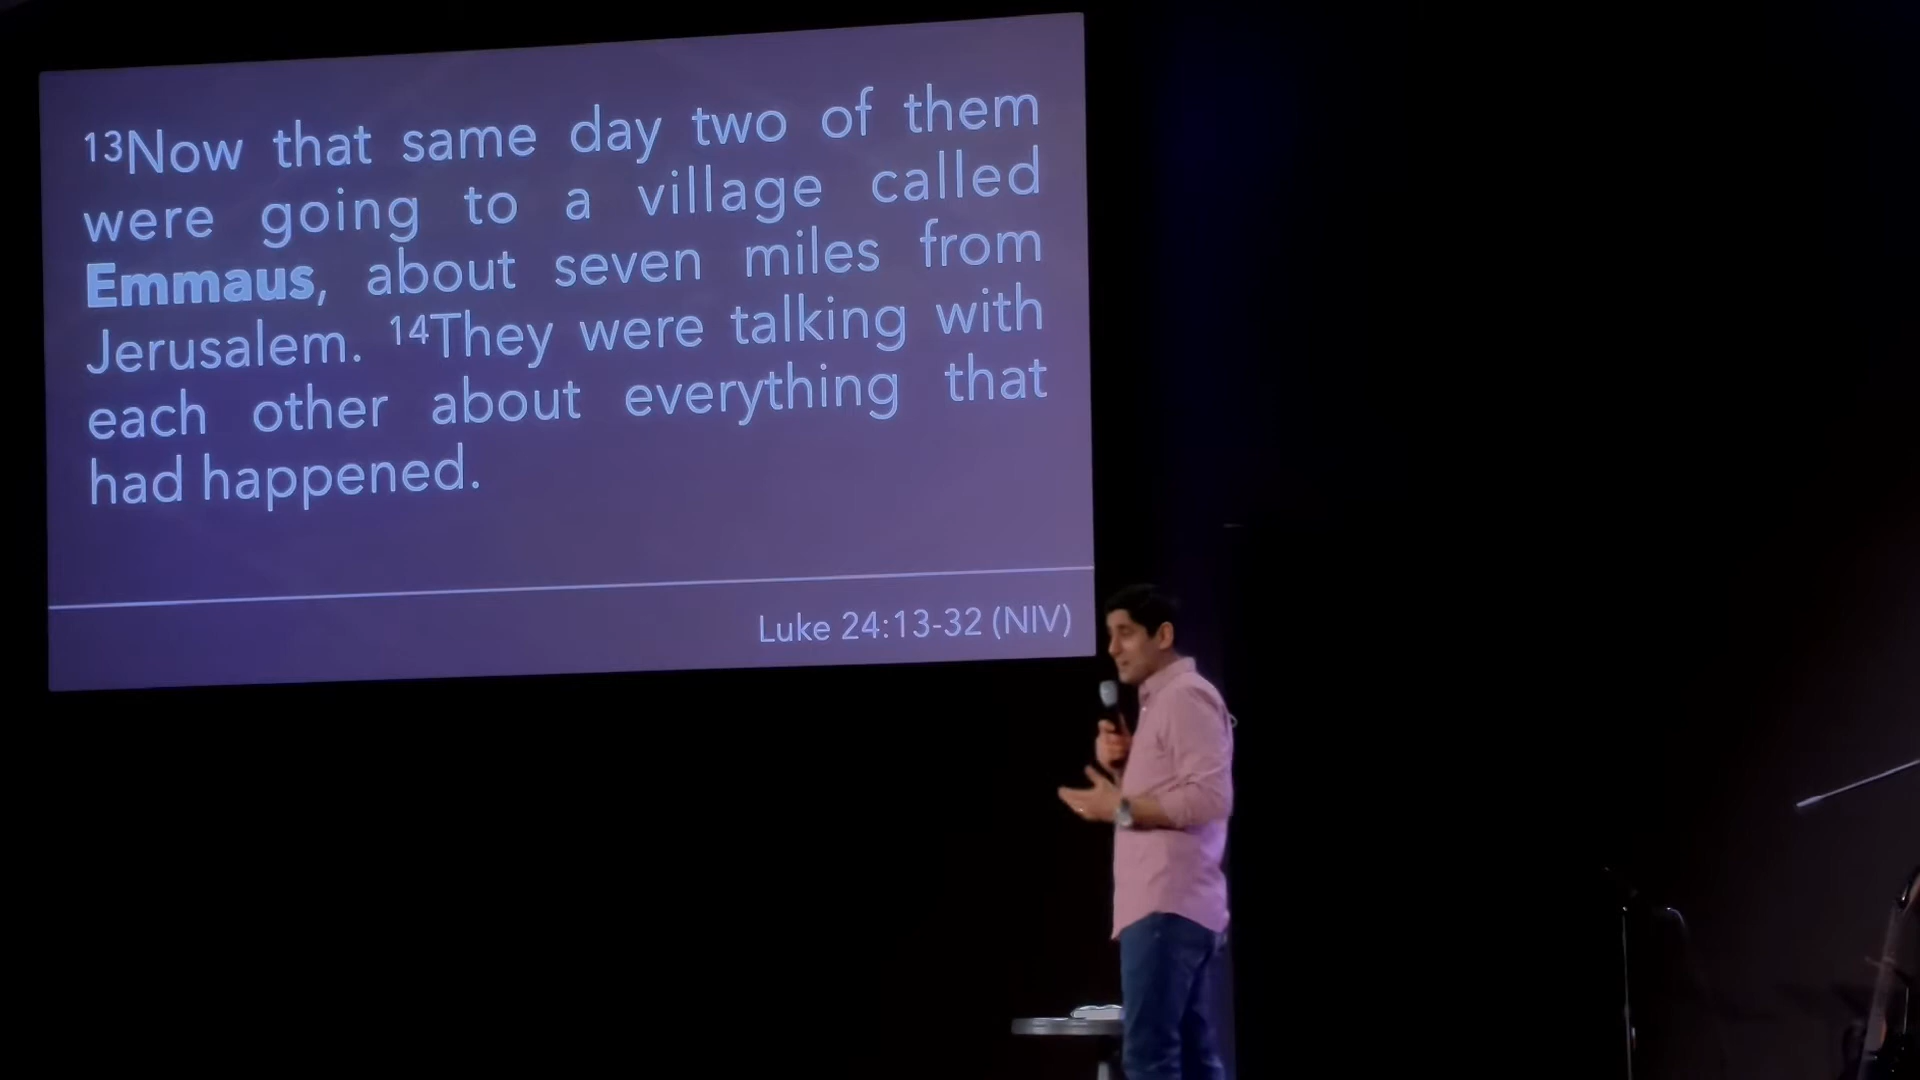 13Now that same day two of them
were going to a village called
Emmaus, about seven miles from
Jerusalem. 14They were talking with
each other about everything that
had happened.
Luke 24:13-32 (NIV)